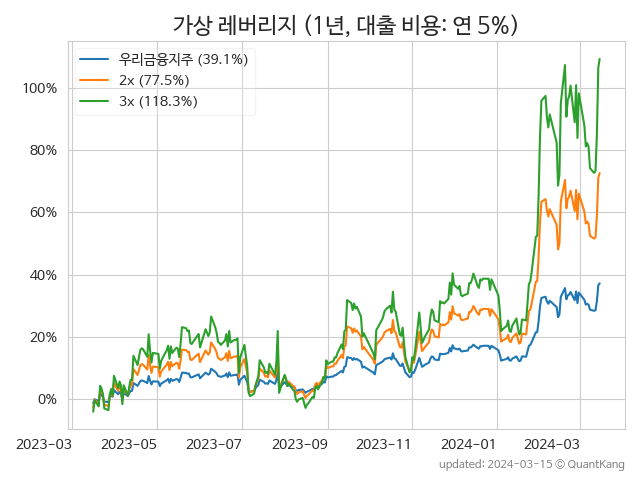 가상 레버리지 (1년, 대출 비용: 연 5%)
우리금융지주 (39.1%)
2x (77.5%)
3x (118.3%)
100%
80%
60%
40%
20%
0%
2023-03 2023-05 2023-07 2023-09 2023-11 2024-01 2024-03
updated: 2024-03-15 © QuantKang